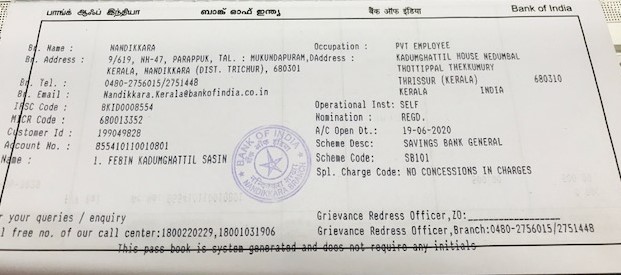 பாங்க் ஆஃப் இந்தியா ബാങ്ക് ഓഫ് ഇന്ത്യ बैंक ऑफ इंडिया Bank of India
Br. Name : NANDIKKARA Occupation : PVT EMPLOYEE
Br. Address : 9/619, NH-47, PARAPPUK, TAL. : MUKUNDAPURAM,D Address : KADUMGHATTIL HOUSE NEDUMBAL
KERALA, NANDIKKARA (DIST. TRICHUR), 680301 THOTTIPPAL THEKKUMURY
Br. Tel. : 0480-2756015/2751448 THRISSUR (KERALA) 680310
Br. Email : Nandikkara.Kerala@bankofindia.co.in KERALA INDIA
IFSC Code : BKID0008554 Operational Inst: SELF
MICR Code : 680013352 Nomination : REGD.
Customer Id : 199049828 A/C Open Dt.: 19-06-2020
Account No. : 855410110010801 Scheme Desc: SAVINGS BANK GENERAL
Name : 1. FEBIN KADUMGHATTIL SASIN Scheme Code: SB101
Spl. Charge Code: NO CONCESSIONS IN CHARGES
BANK OF INDIA
NANDIKKARA BRANCH
r your queries / enquiry Grievance Redress Officer,ZO:
l free no. of our call center:1800220229,18001031906 Grievance Redress Officer,Branch:0480-2756015/2751448
This pass book is system generated and does not require any initials